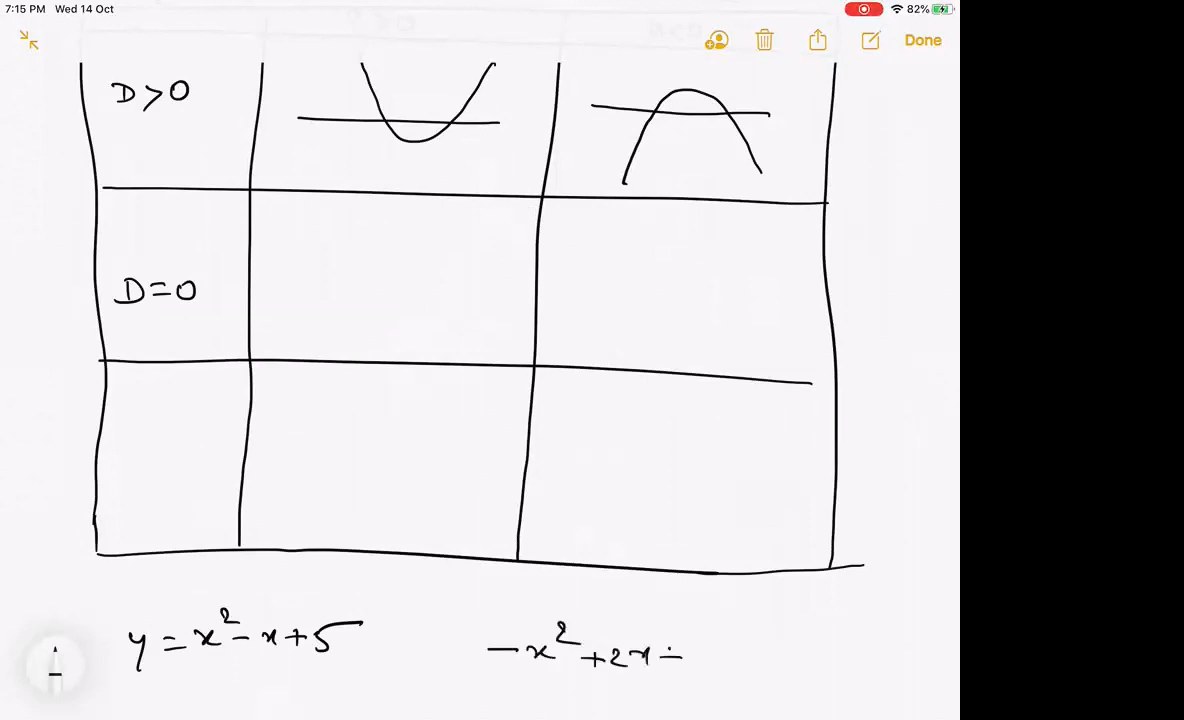 7:15 PM Wed 14 Oct 82%
Done
D>0
D=0
y = x² - x + 5 - x² + 2x -